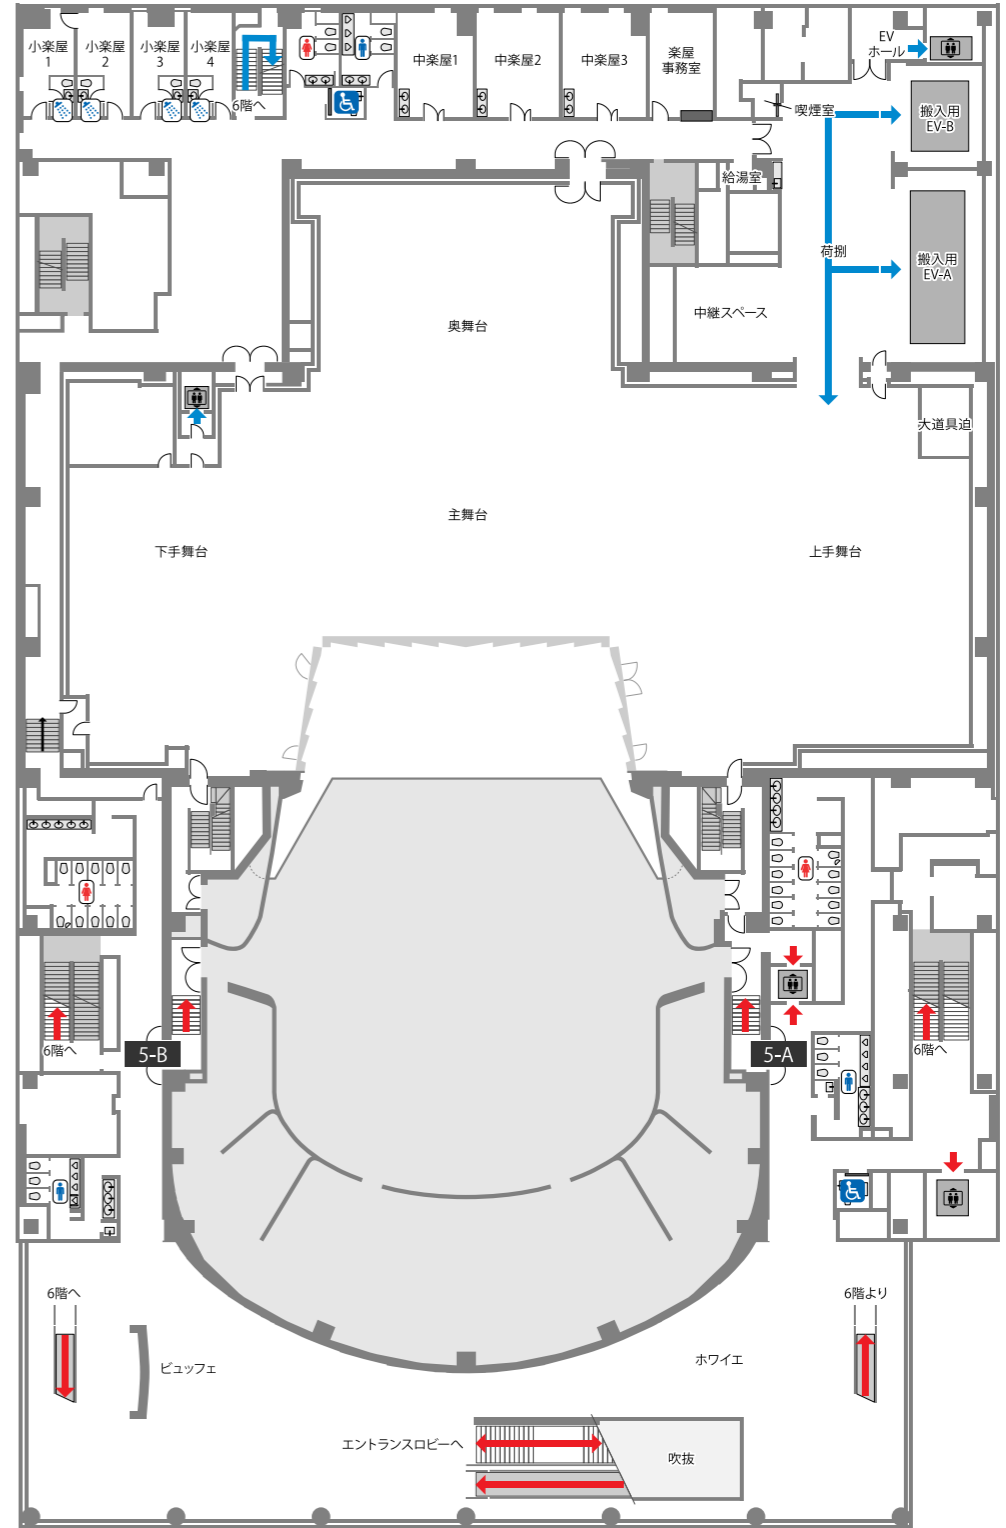 小楽屋
1
小楽屋
2
小楽屋
3
小楽屋
4
6階へ
中楽屋1
中楽屋2
中楽屋3
楽屋
事務室
EV
ホール
喫煙室
搬入用
EV-B
給湯室
荷捌
搬入用
EV-A
中継スペース
奥舞台
大道具迫
主舞台
下手舞台
上手舞台
6階へ
5-B
5-A
6階へ
6階へ
6階より
ビュッフェ
ホワイエ
エントランスロビーへ
吹抜